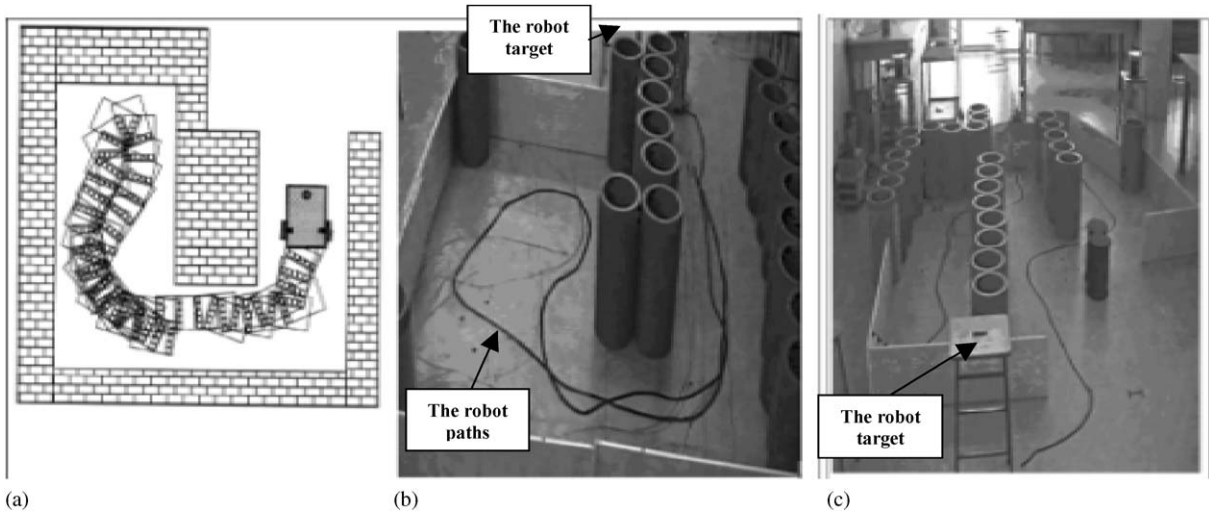 The robot
target
The robot
paths
The robot
target
(a)
(b)
(c)